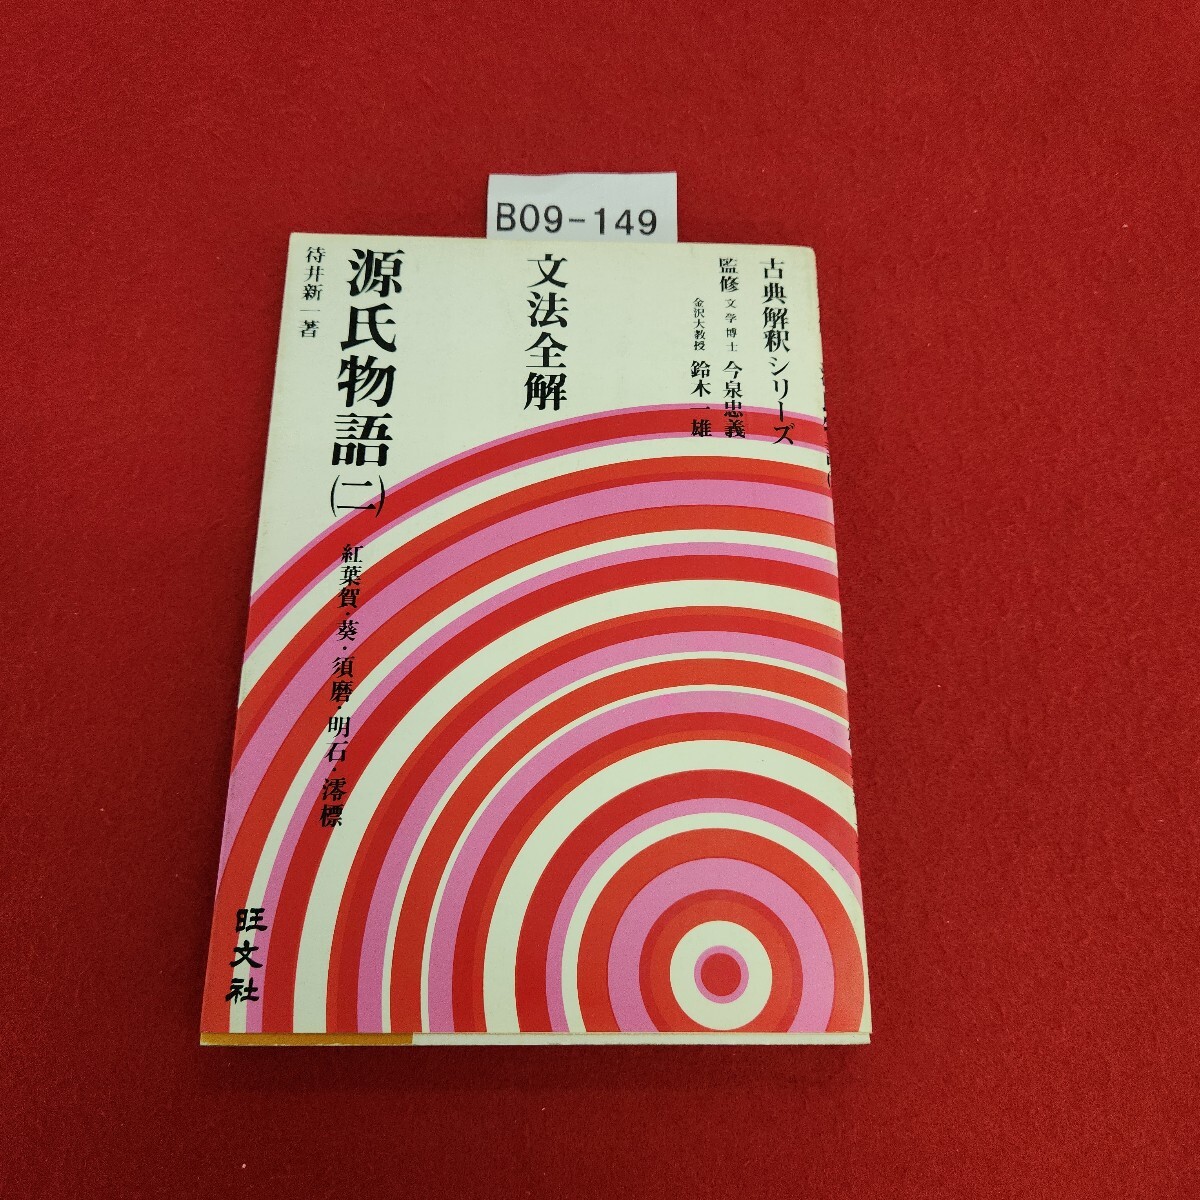 B09-149
古典解釈シリーズ
監修 文学博士 今泉忠義
金沢大教授 鈴木一雄
文法全解
源氏物語(二)
紅葉賀・葵・須磨・明石・澪標
待井新一著
旺文社